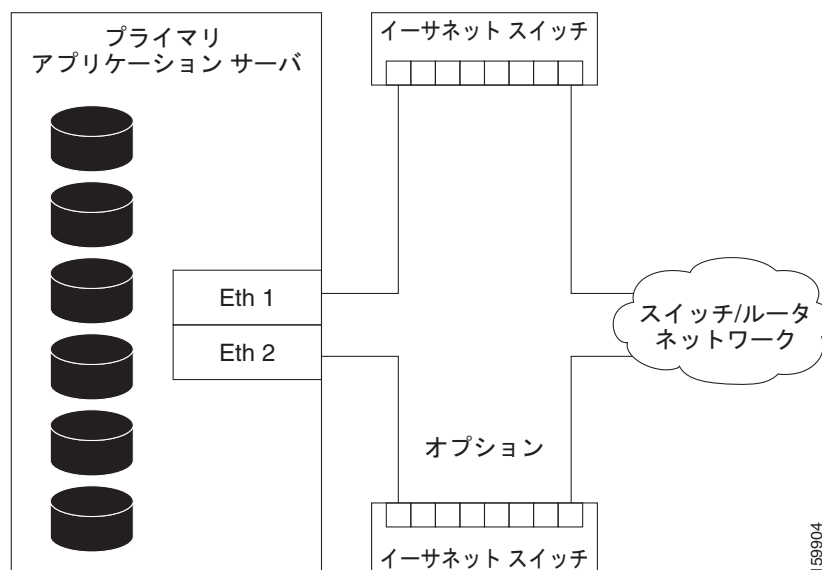 プライマリ
アプリケーション サーバ
イーサネット スイッチ
Eth 1
Eth 2
スイッチ/ルータ
ネットワーク
オプション
イーサネット スイッチ
159904